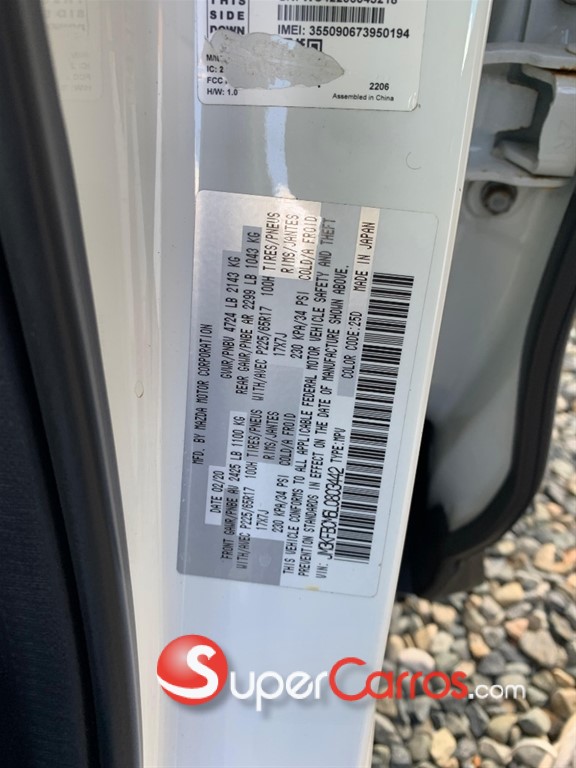 THIS
SIDE
DOWN
IMEI: 355090673950194
M/N
IC: 2
FCC
H/W: 1.0
2206
Assembled in China
MFD. BY MAZDA MOTOR CORPORATION
DATE: 02/20
GVWR/PNBV 4724 LB 2143 KG
FRONT GAWR/PNBE AV 2425 LB 1100 KG
REAR GAWR/PNBE AR 2299 LB 1043 KG
WITH/AVEC P225/65R17 100H TIRES/PNEUS
WITH/AVEC P225/65R17 100H TIRES/PNEUS
17X7J RIMS/JANTES
17X7J RIMS/JANTES
230 KPA/34 PSI COLD/A FROID
230 KPA/34 PSI COLD/A FROID
THIS VEHICLE CONFORMS TO ALL APPLICABLE FEDERAL MOTOR VEHICLE SAFETY AND THEFT
PREVENTION STANDARDS IN EFFECT ON THE DATE OF MANUFACTURE SHOWN ABOVE.
VIN: JM3KFBDM6L0803442 TYPE:MPV
COLOR CODE:25D
MADE IN JAPAN
SuperCarros.com